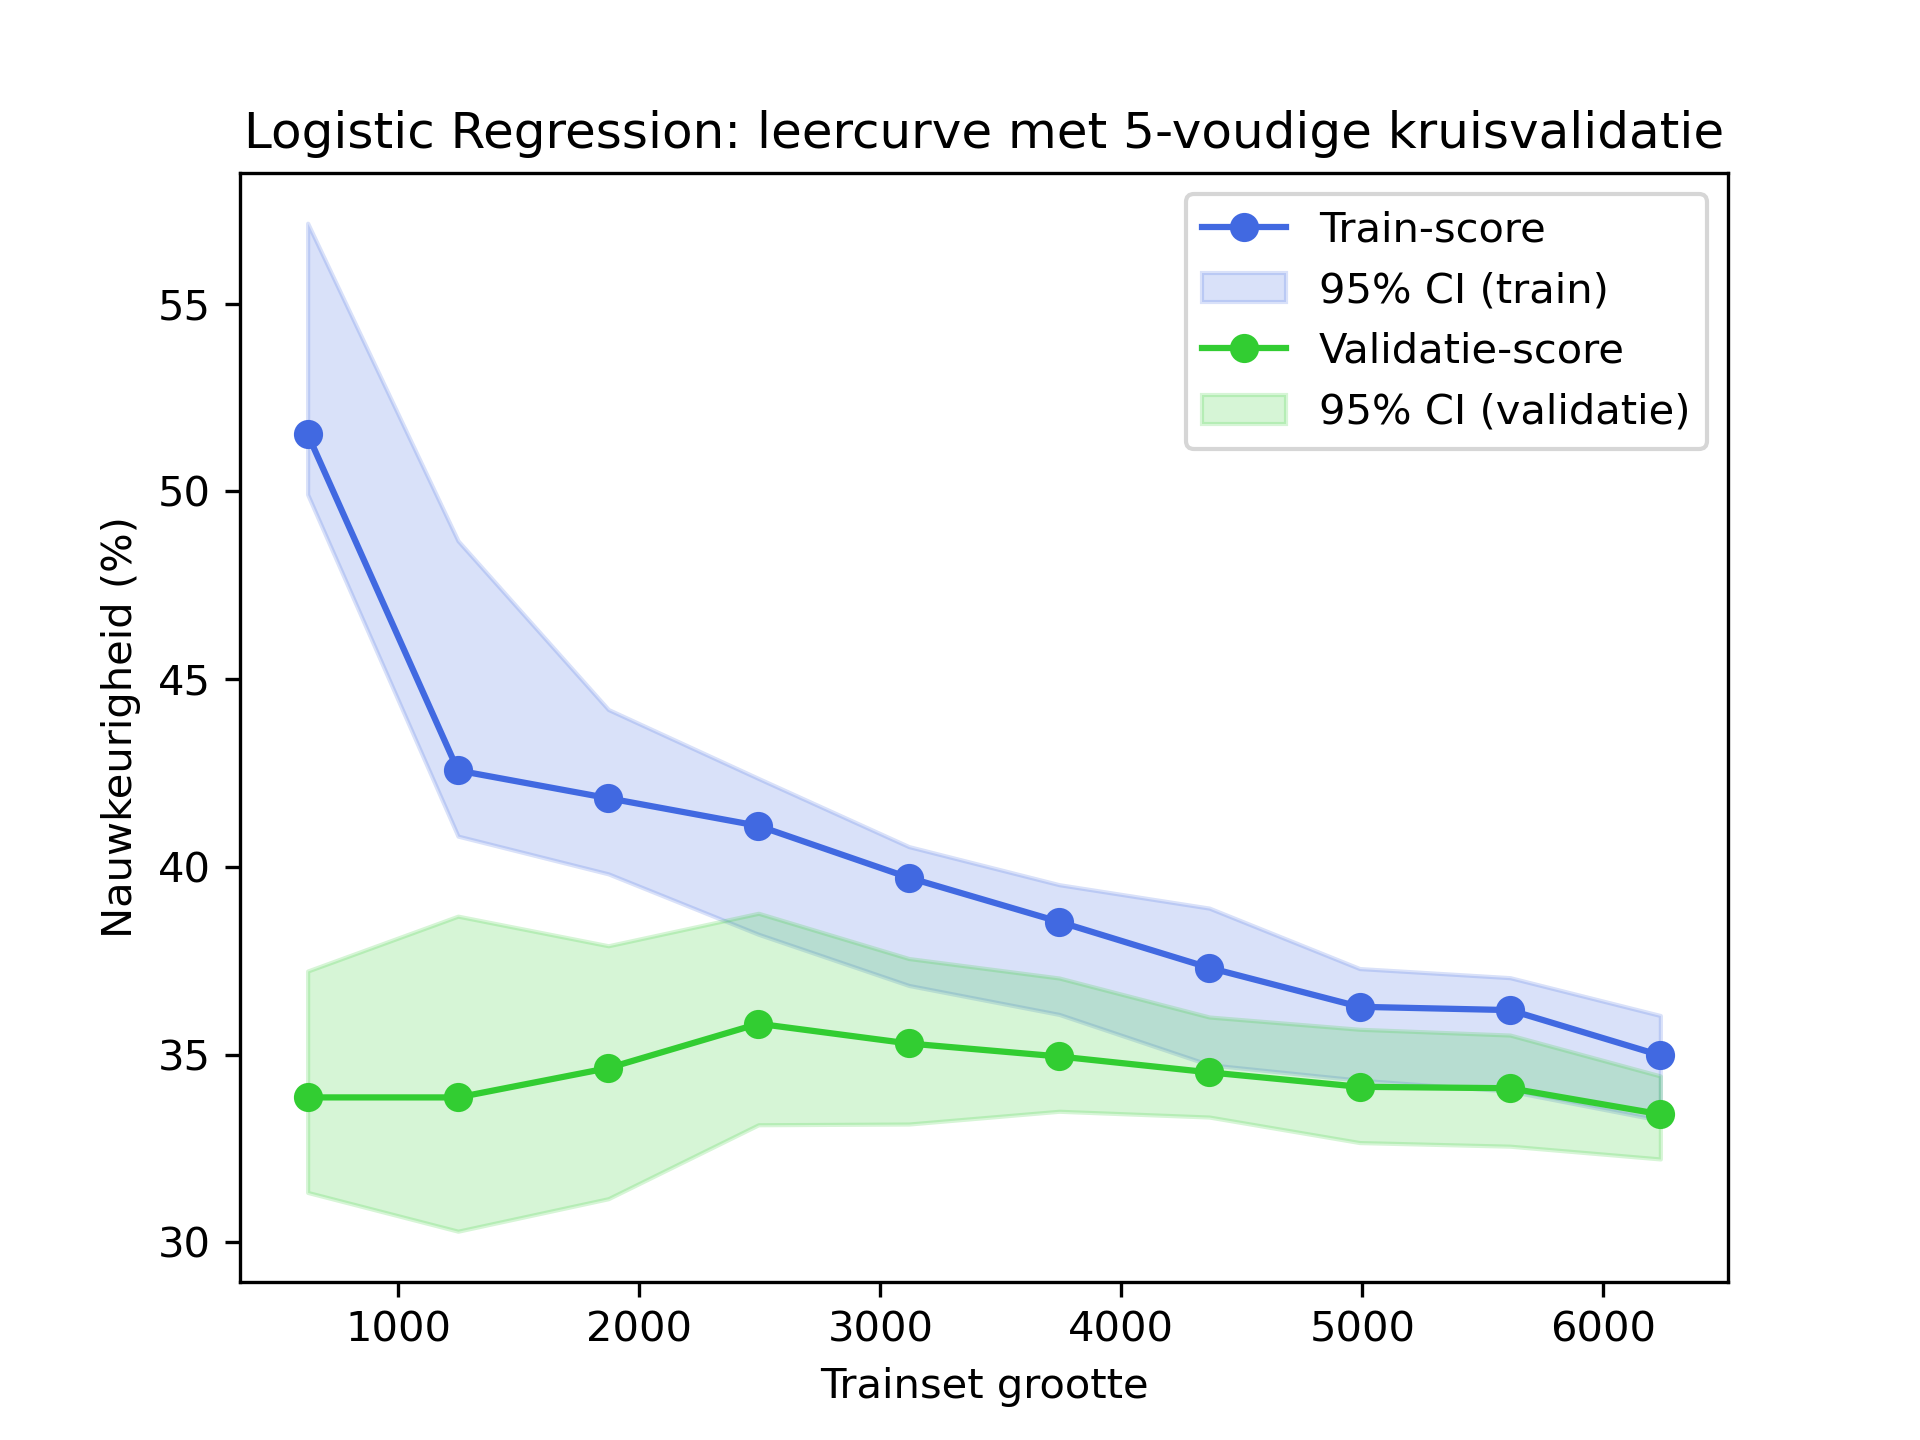 Logistic Regression: leercurve met 5-voudige kruisvalidatie
Train-score
95% CI (train)
Validatie-score
95% CI (validatie)
Nauwkeurigheid (%)
55
50
45
40
35
30
1000 2000 3000 4000 5000 6000
Trainset grootte